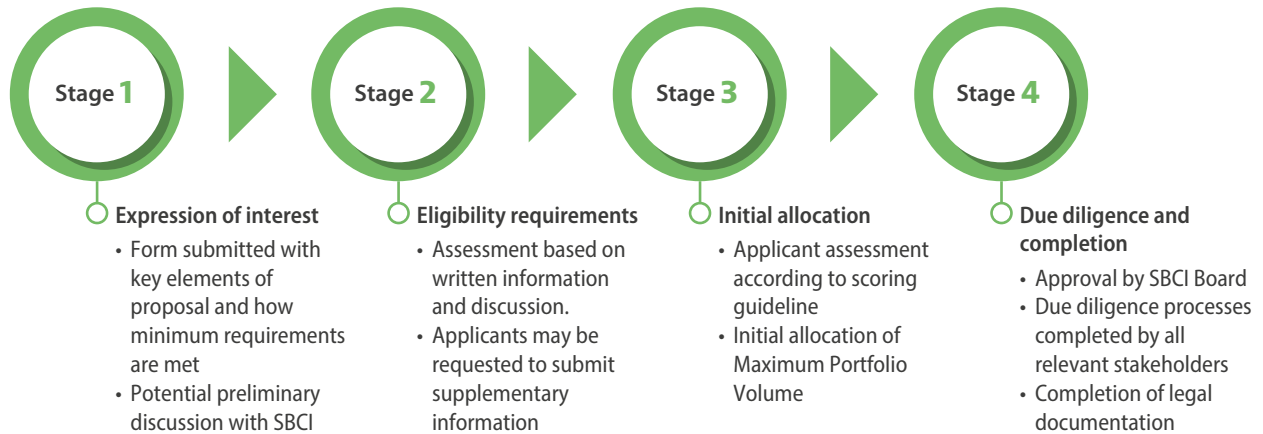 Stage 1
Stage 2
Stage 3
Stage 4
Expression of interest
• Form submitted with
key elements of
proposal and how
minimum requirements
are met
• Potential preliminary
discussion with SBCI
Eligibility requirements
• Assessment based on
written information
and discussion.
• Applicants may be
requested to submit
supplementary
information
Initial allocation
• Applicant assessment
according to scoring
guideline
• Initial allocation of
Maximum Portfolio
Volume
Due diligence and
completion
• Approval by SBCI Board
• Due diligence processes
completed by all
relevant stakeholders
• Completion of legal
documentation